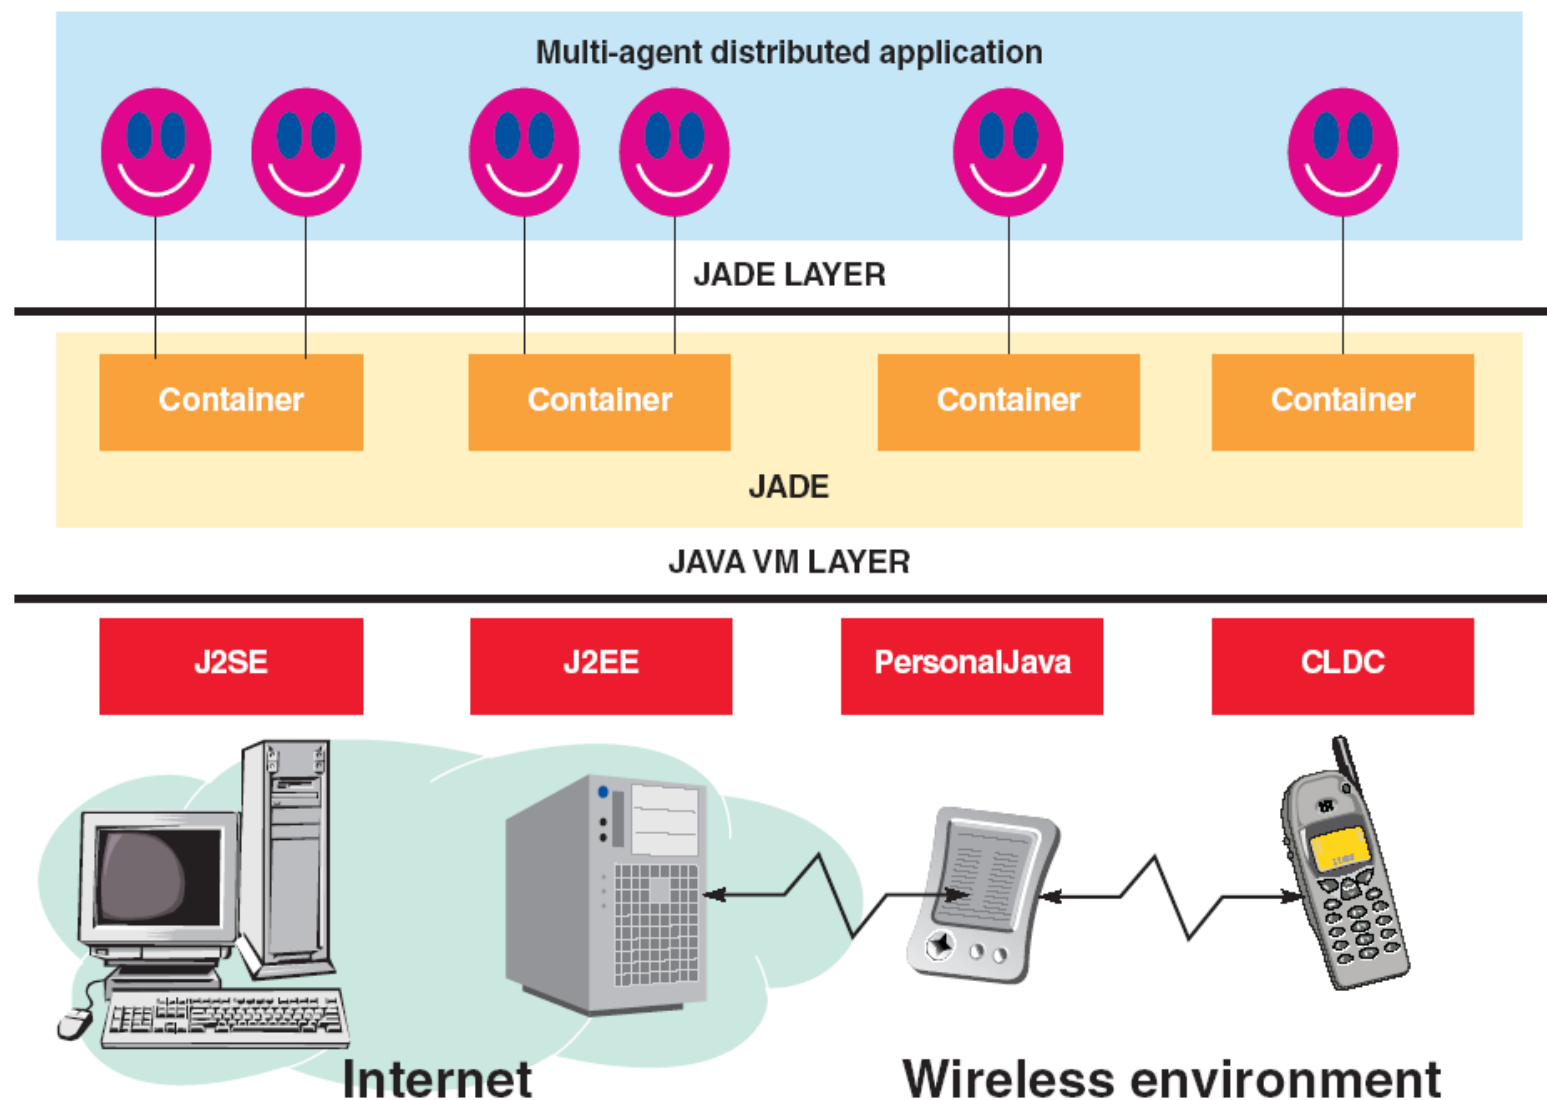 Multi-agent distributed application
JADE LAYER
Container
Container
Container
Container
JADE
JAVA VM LAYER
J2SE
J2EE
PersonalJava
CLDC
Internet
Wireless environment